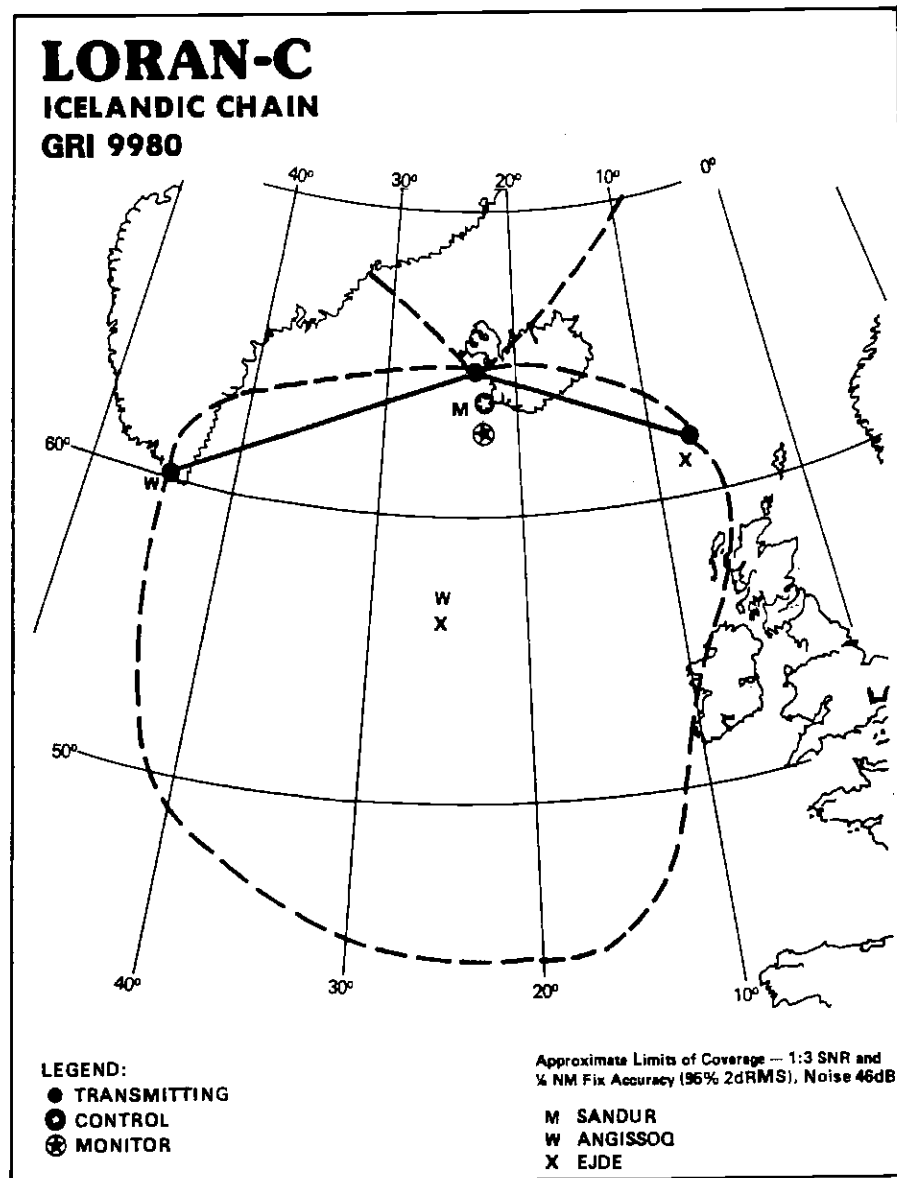 LORAN-C
ICELANDIC CHAIN
GRI 9980
40° 30° 20° 10° 0°
M
60°
W
X
W
X
50°
40° 30° 20° 10°
LEGEND:
TRANSMITTING
CONTROL
MONITOR
Approximate Limits of Coverage — 1:3 SNR and
¼ NM Fix Accuracy (95% 2dRMS), Noise 46dB
M SANDUR
W ANGISSOQ
X EJDE